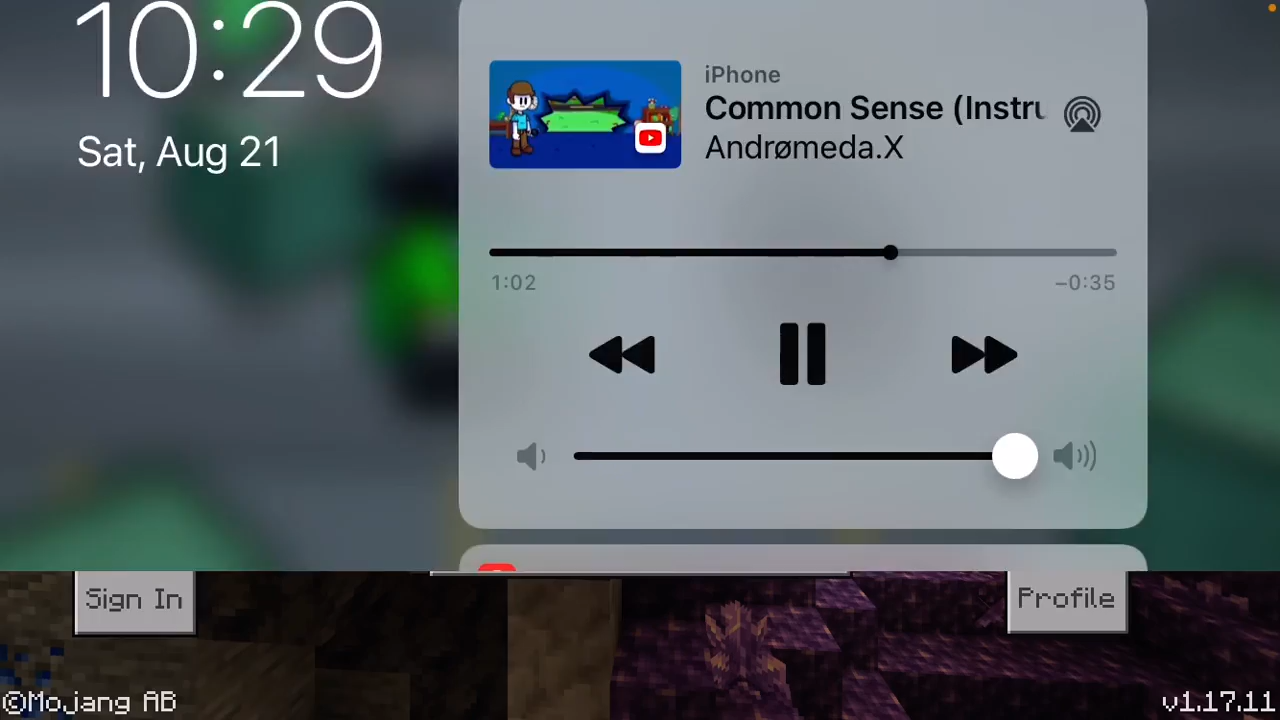 10:29
Sat, Aug 21
iPhone
Common Sense (Instru
Andrømeda.X
1:02
−0:35
Sign In
Profile
©Mojang AB
v1.17.11